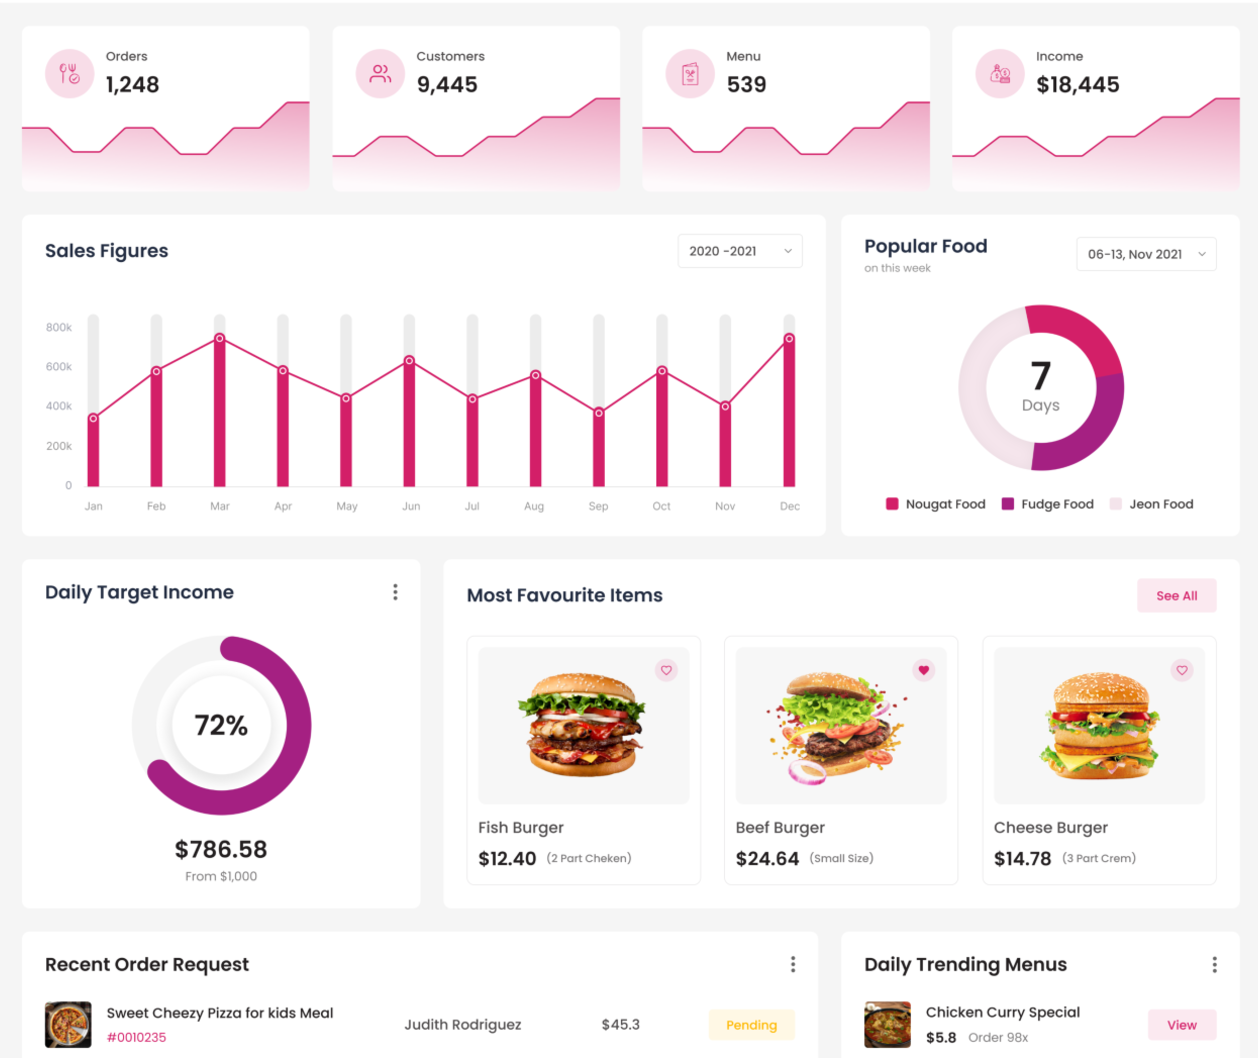 Orders
1,248
Customers
9,445
Menu
539
Income
$18,445
Sales Figures
2020 -2021
800k
600k
400k
200k
0
Jan Feb Mar Apr May Jun Jul Aug Sep Oct Nov Dec
Popular Food
on this week
06-13, Nov 2021
7
Days
Nougat Food Fudge Food Jeon Food
Daily Target Income
72%
$786.58
From $1,000
Most Favourite Items
See All
Fish Burger
$12.40 (2 Part Cheken)
Beef Burger
$24.64 (Small Size)
Cheese Burger
$14.78 (3 Part Crem)
Recent Order Request
Sweet Cheezy Pizza for kids Meal
#0010235
Judith Rodriguez
$45.3
Pending
Daily Trending Menus
Chicken Curry Special
$5.8 Order 98x
View